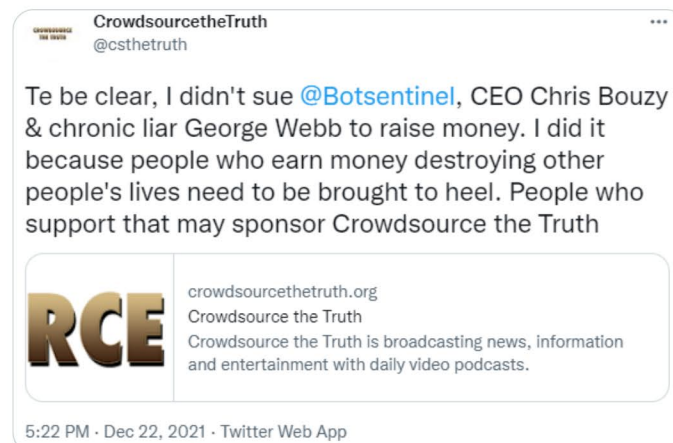 CROWDSOURCE
THE TRUTH
CrowdsourcetheTruth
@csthetruth
Te be clear, I didn't sue @Botsentinel, CEO Chris Bouzy
& chronic liar George Webb to raise money. I did it
because people who earn money destroying other
people's lives need to be brought to heel. People who
support that may sponsor Crowdsource the Truth
RCE
crowdsourcethetruth.org
Crowdsource the Truth
Crowdsource the Truth is broadcasting news, information
and entertainment with daily video podcasts.
5:22 PM · Dec 22, 2021 · Twitter Web App